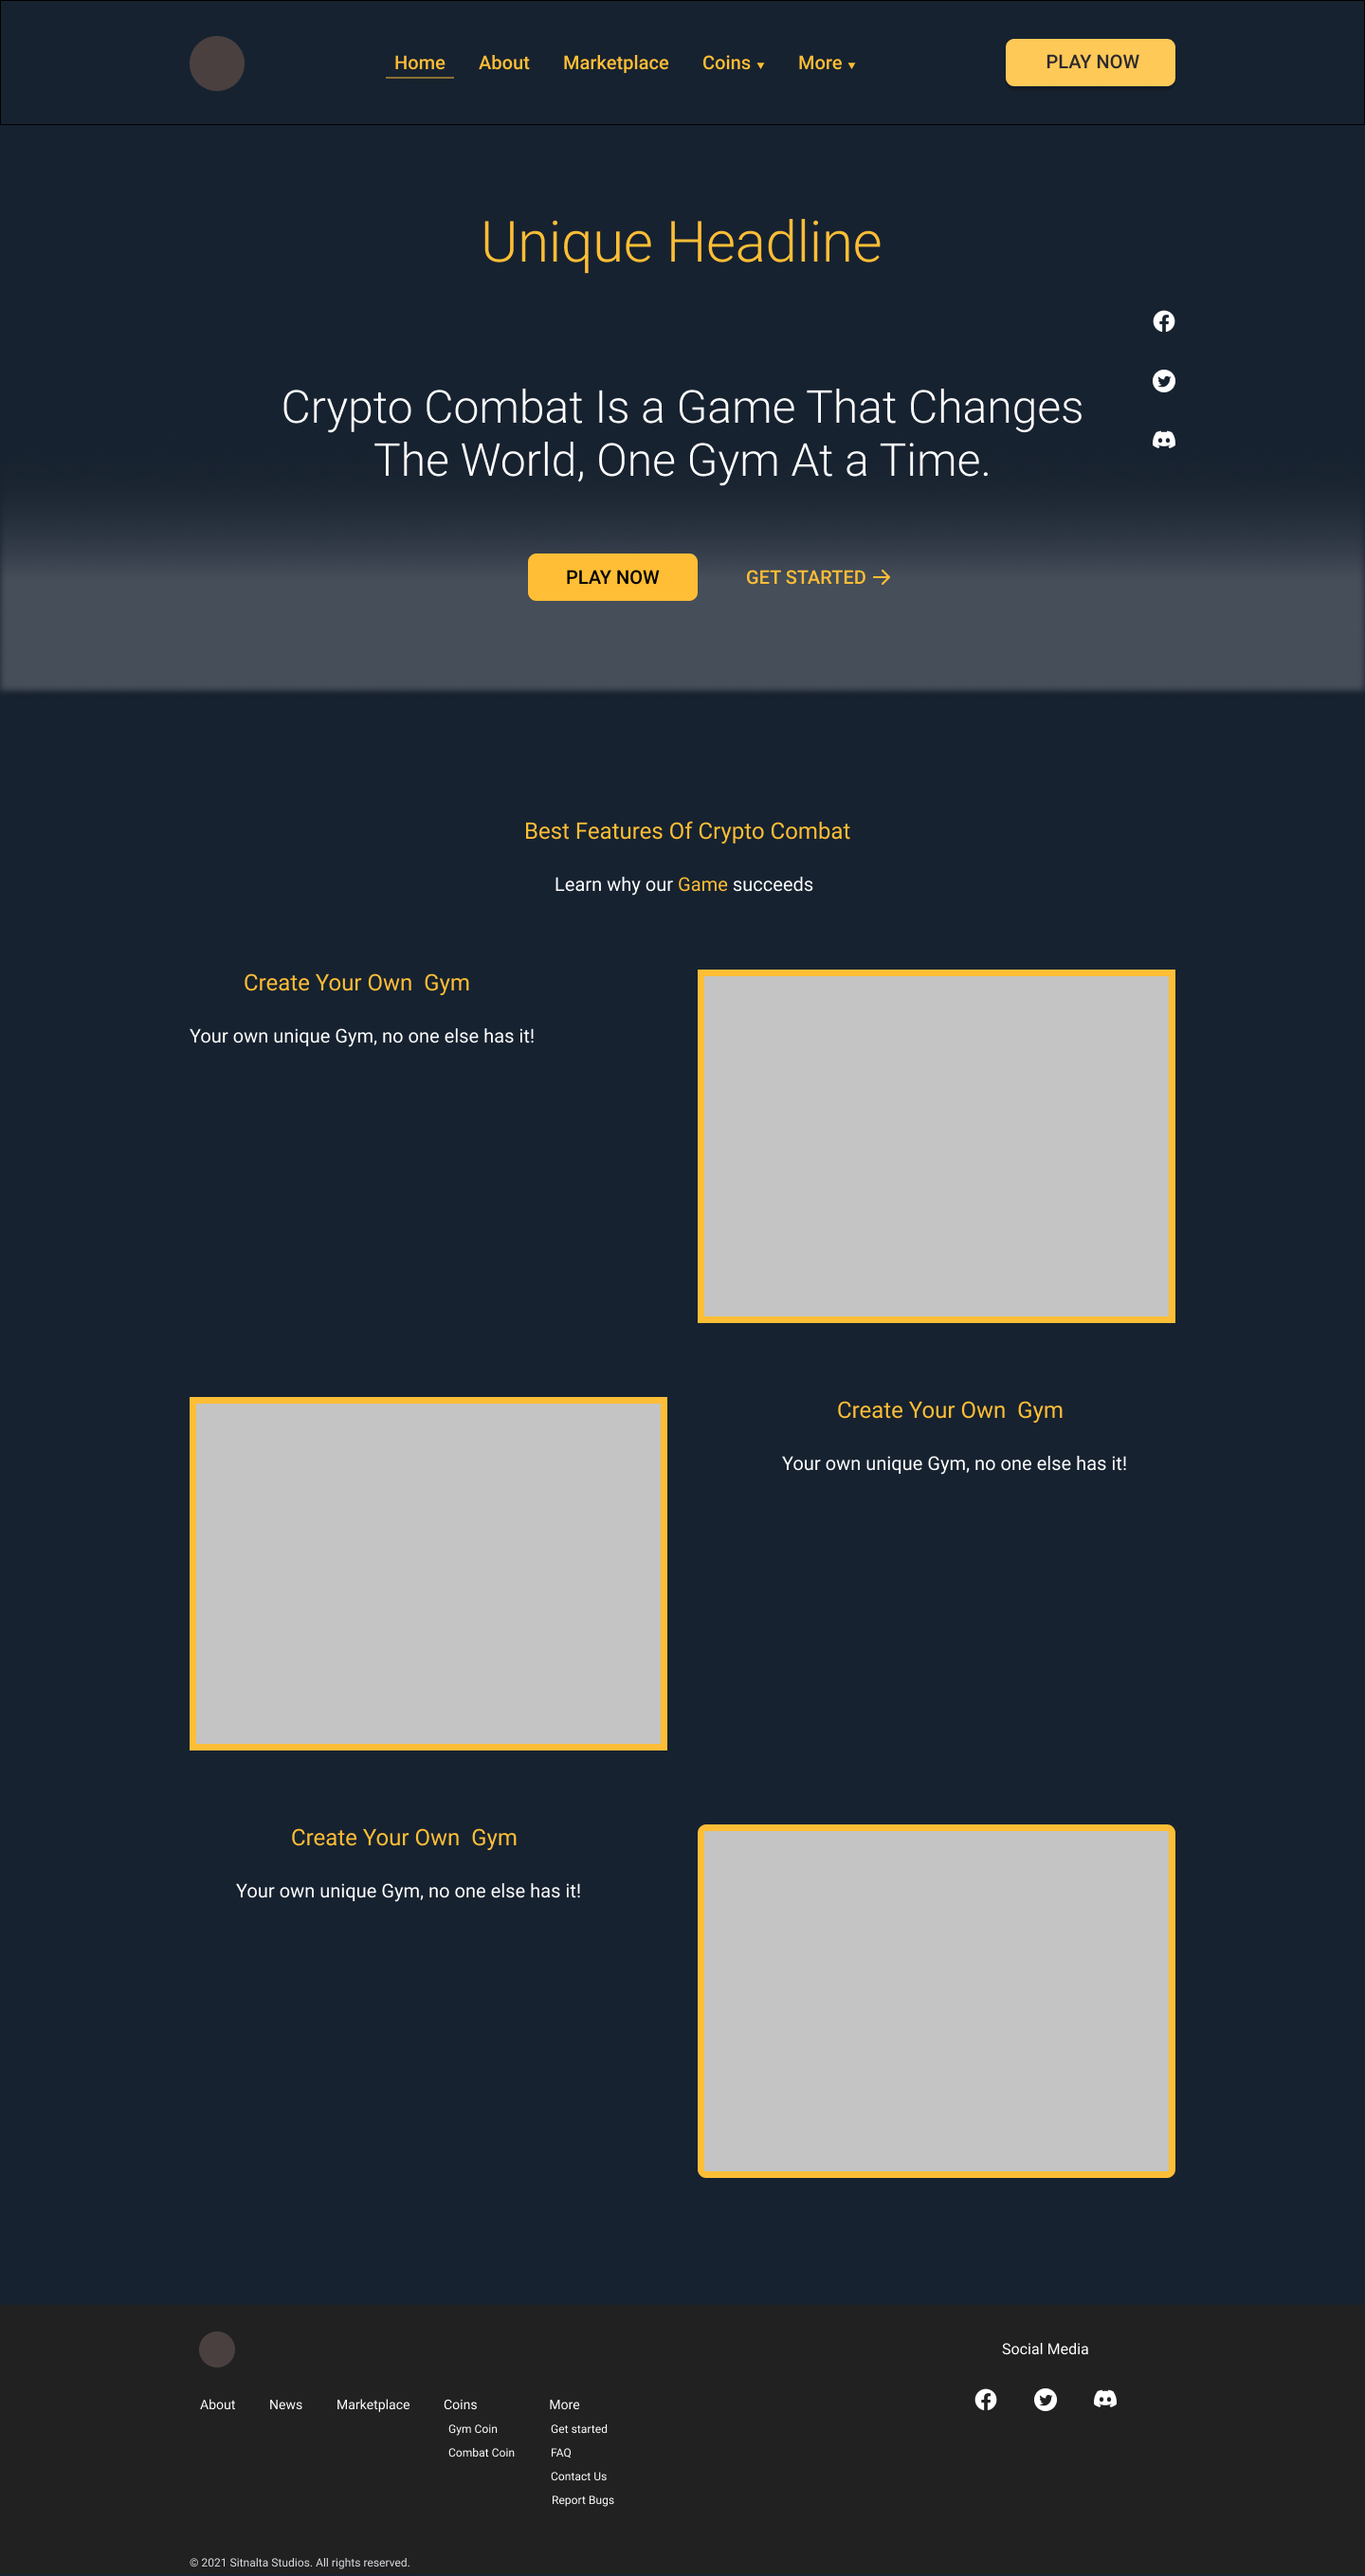 Home About Marketplace Coins ▾ More ▾ PLAY NOW
Unique Headline
Crypto Combat Is a Game That Changes
The World, One Gym At a Time.
PLAY NOW GET STARTED →
Best Features Of Crypto Combat
Learn why our Game succeeds
Create Your Own  Gym
Your own unique Gym, no one else has it!
Create Your Own  Gym
Your own unique Gym, no one else has it!
Create Your Own  Gym
Your own unique Gym, no one else has it!
Social Media
About News Marketplace Coins More
Gym Coin Get started
Combat Coin FAQ
Contact Us
Report Bugs
© 2021 Sitnalta Studios. All rights reserved.